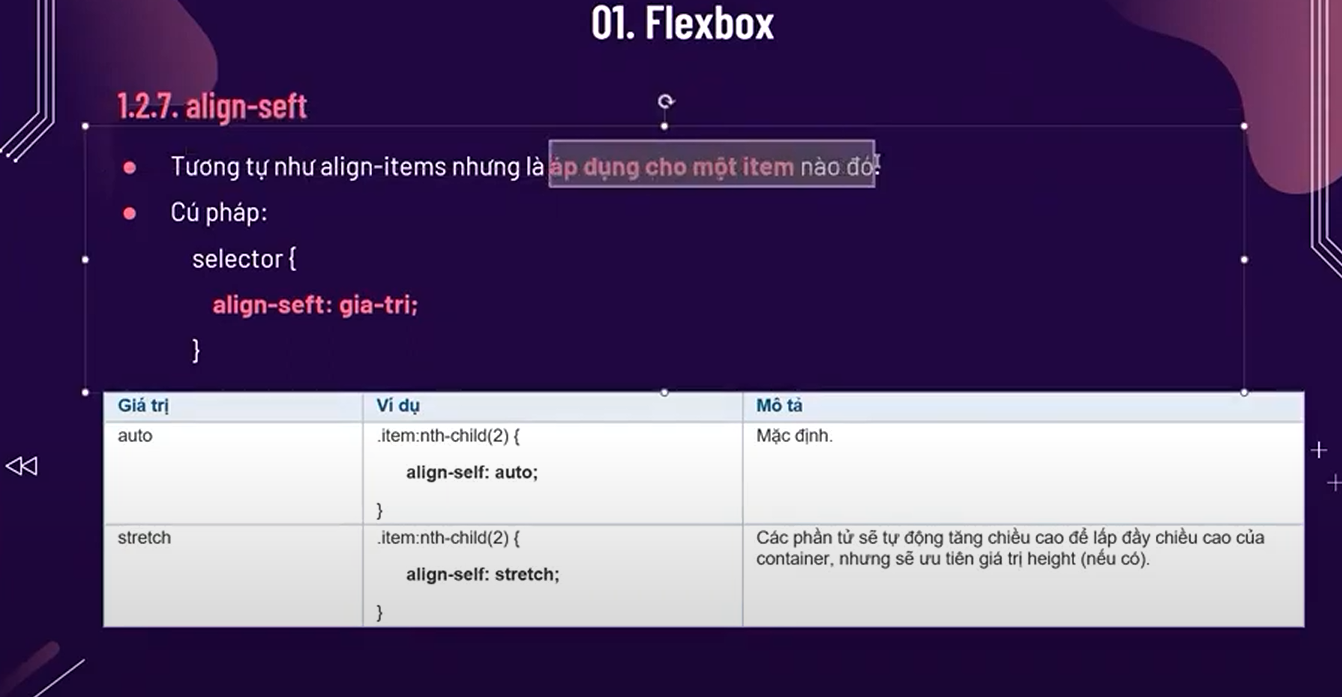 01. Flexbox
1.2.7. align-seft
Tương tự như align-items nhưng là áp dụng cho một item nào đó.
Cú pháp:
selector {
align-seft: gia-tri;
}
Giá trị Ví dụ Mô tả
auto .item:nth-child(2) { Mặc định.
align-self: auto;
}
stretch .item:nth-child(2) { Các phần tử sẽ tự động tăng chiều cao để lấp đầy chiều cao của
container, nhưng sẽ ưu tiên giá trị height (nếu có).
align-self: stretch;
}